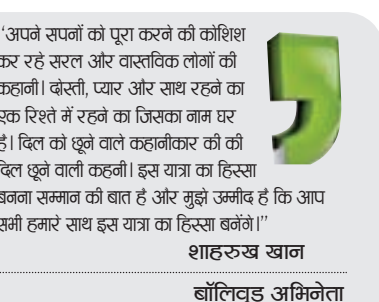 ‘अपने सपनों को पूरा करने की कोशिश
कर रहे सरल और वास्तविक लोगों की
कहानी। दोस्ती, प्यार और साथ रहने का
एक रिश्ते में रहने का जिसका नाम घर
है। दिल को छूने वाले कहानीकार की की
दिल छूने वाली कहनी। इस यात्रा का हिस्सा
बनना सम्मान की बात है और मुझे उम्मीद है कि आप
सभी हमारे साथ इस यात्रा का हिस्सा बनेंगे।’’
शाहरुख खान
बॉलिवुड अभिनेता